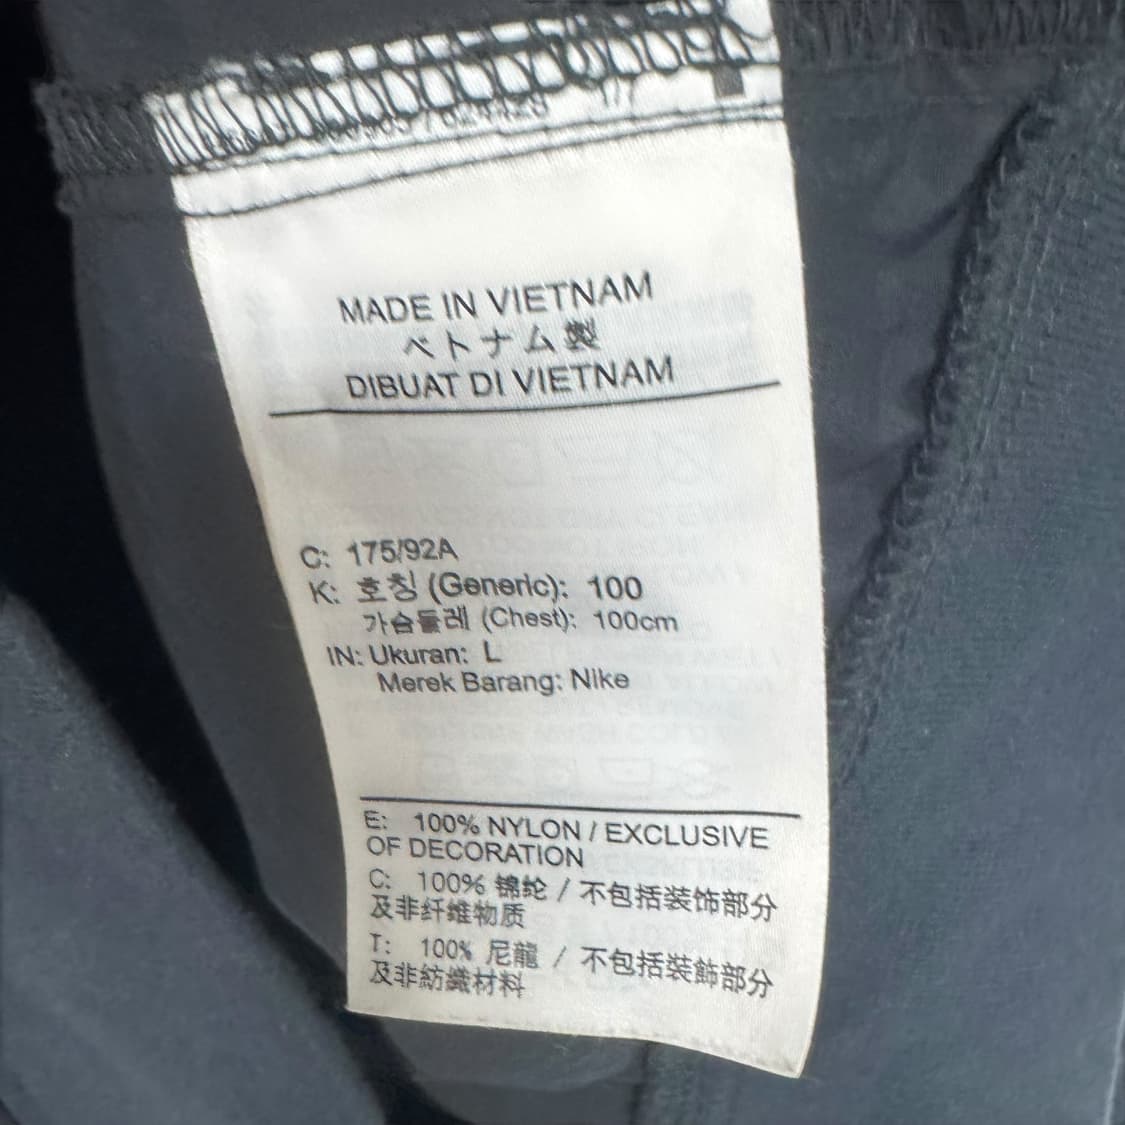 MADE IN VIETNAM
ベトナム製
DIBUAT DI VIETNAM
C: 175/92A
K: 호칭 (Generic): 100
가슴둘레 (Chest): 100cm
IN: Ukuran: L
Merek Barang: Nike
E: 100% NYLON / EXCLUSIVE
OF DECORATION
C: 100% 锦纶 / 不包括装饰部分
及非纤维物质
T: 100% 尼龍 / 不包括裝飾部分
及非紡織材料